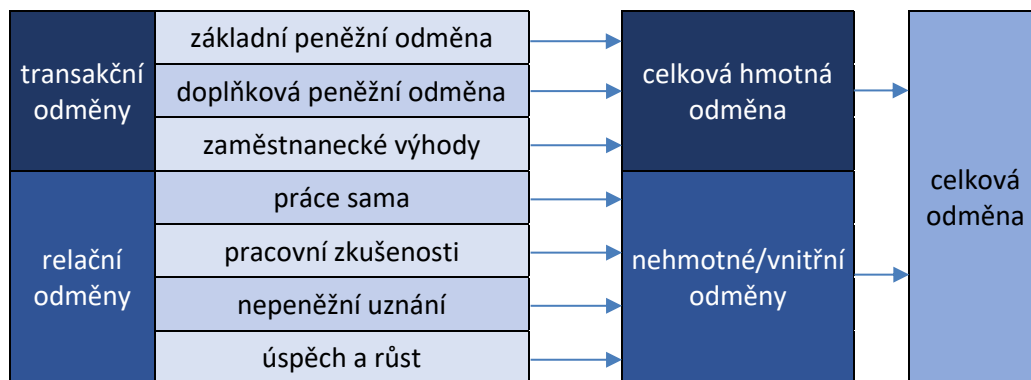 transakční
odměny
základní peněžní odměna
doplňková peněžní odměna
zaměstnanecké výhody
celková hmotná
odměna
relační
odměny
práce sama
pracovní zkušenosti
nepeněžní uznání
úspěch a růst
nehmotné/vnitřní
odměny
celková
odměna